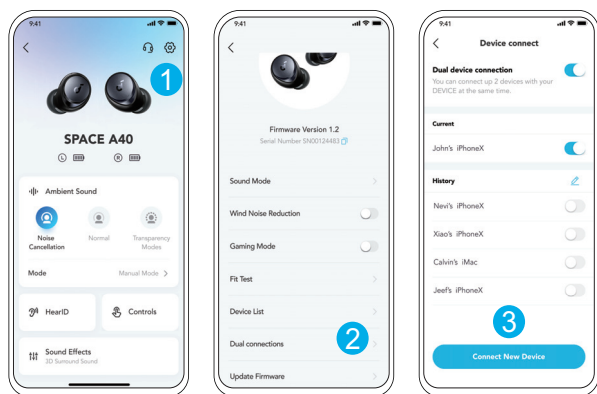 9:41
1
SPACE A40
L
R
Ambient Sound
Noise
Cancellation
Normal
Transparency
Modes
Mode
Manual Mode >
HearID
Controls
Sound Effects
3D Surround Sound
9:41
Firmware Version 1.2
Serial Number SN00124483
Sound Mode
Wind Noise Reduction
Gaming Mode
Fit Test
Device List
Dual connections
2
Update Firmware
9:41
Device connect
Dual device connection
You can connect up 2 devices with your
DEVICE at the same time.
Current
John's iPhoneX
History
Nevi's iPhoneX
Xiao's iPhoneX
Calvin's iMac
Jeef's iPhoneX
3
Connect New Device